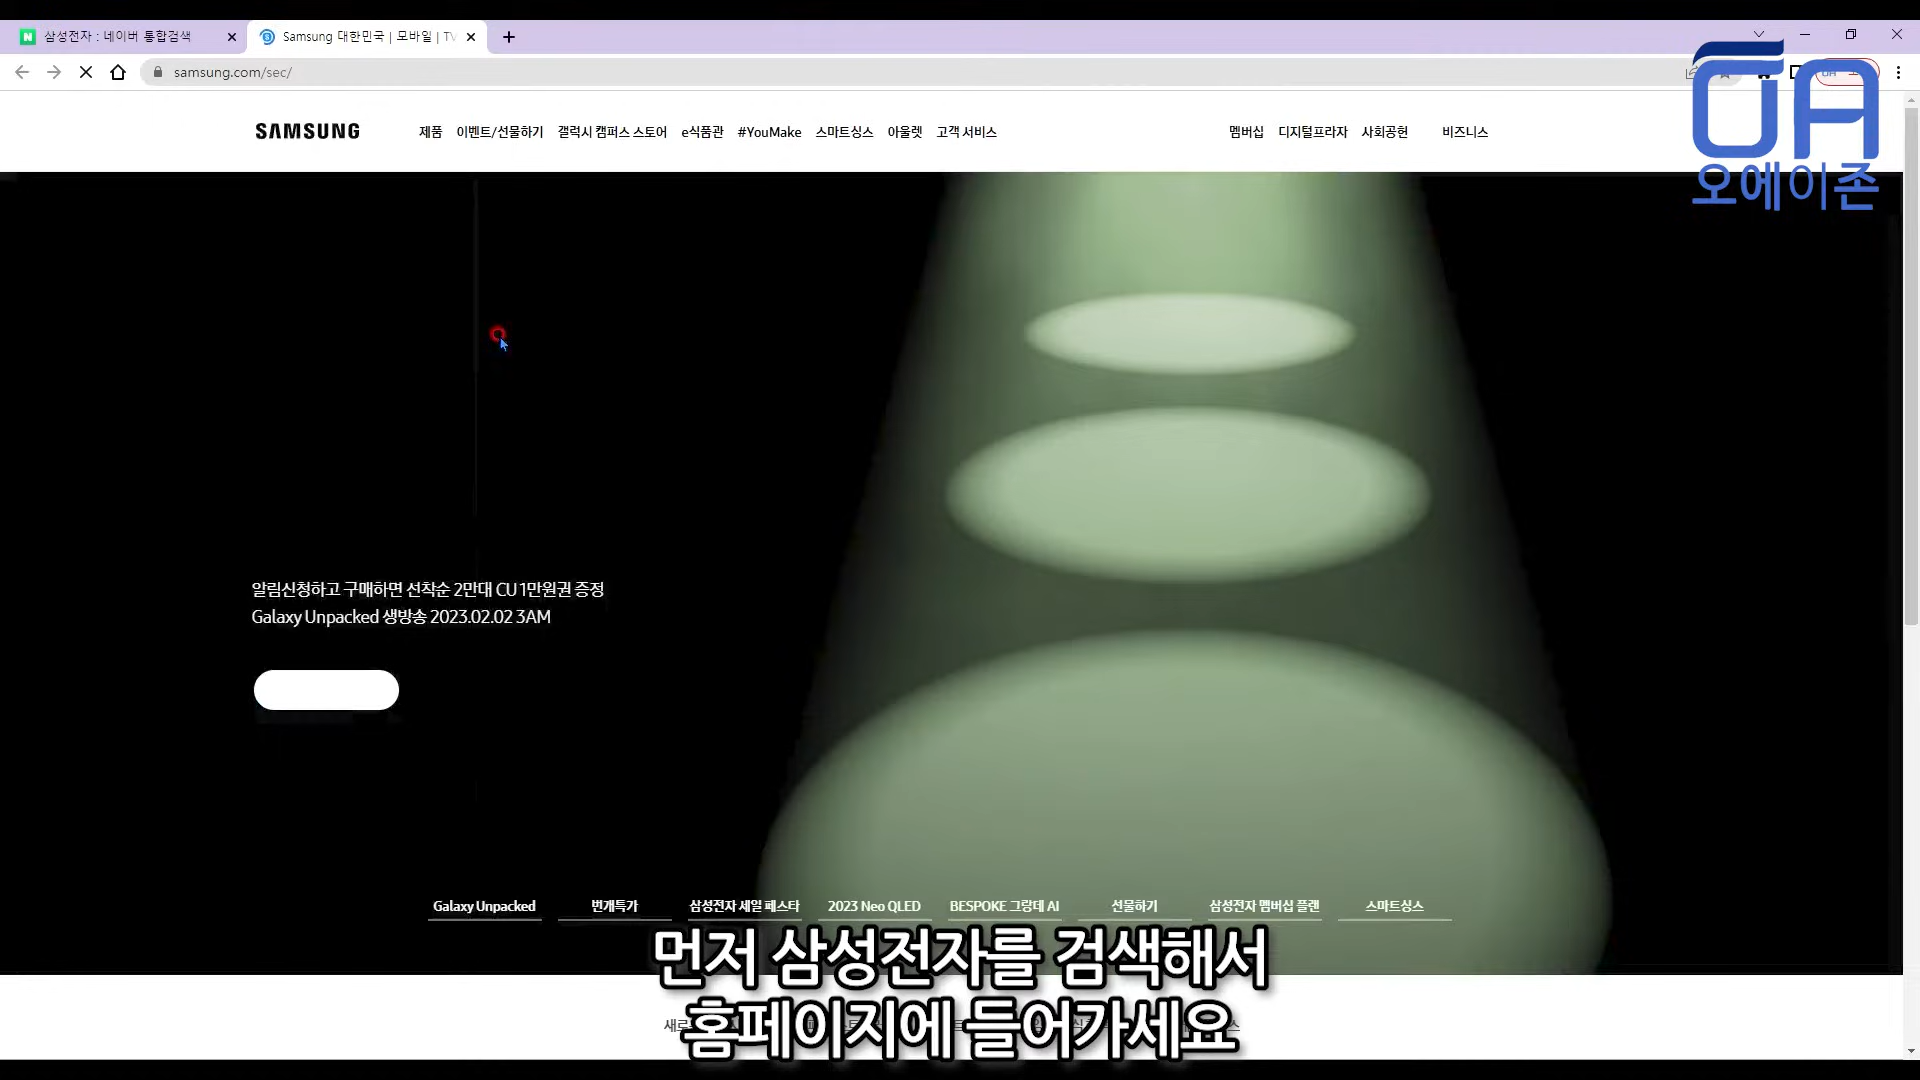 삼성전자 : 네이버 통합검색
Samsung 대한민국 | 모바일 | TV
samsung.com/sec/
SAMSUNG 제품 이벤트/선물하기 갤럭시 캠퍼스 스토어 e식품관 #YouMake 스마트싱스 아울렛 고객 서비스 멤버십 디지털프라자 사회공헌 비즈니스
OA
오에이존
알림신청하고 구매하면 선착순 2만대 CU 1만원권 증정
Galaxy Unpacked 생방송 2023.02.02 3AM
Galaxy Unpacked 번개특가 삼성전자 세일 페스타 2023 Neo QLED BESPOKE 그랑데 AI 선물하기 삼성전자 멤버십 플랜 스마트싱스
먼저 삼성전자를 검색해서
홈페이지에 들어가세요